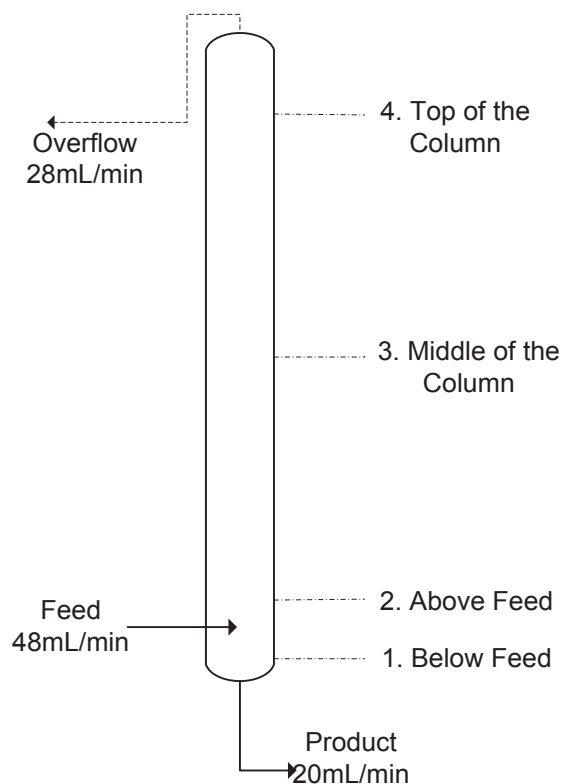 4. Top of the
Column
Overflow
28mL/min
3. Middle of the
Column
2. Above Feed
Feed
48mL/min
1. Below Feed
Product
20mL/min